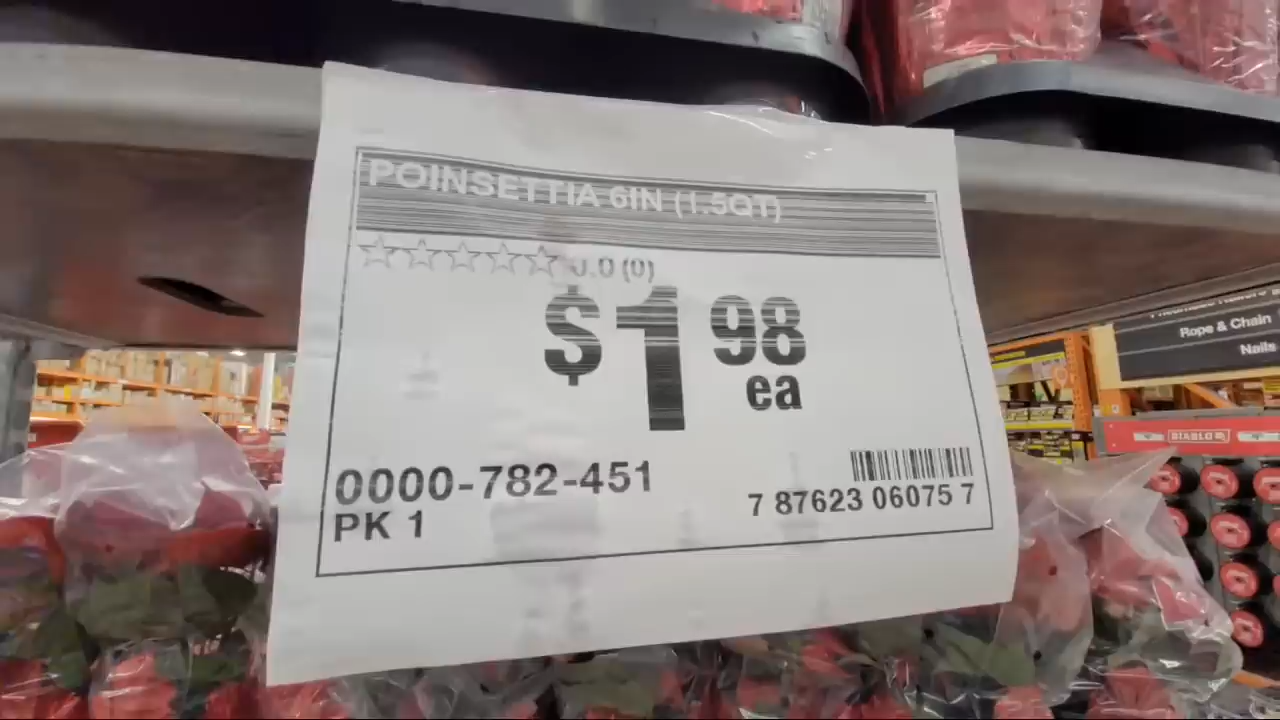 POINSETTIA 6IN (1.5QT)
0.0 (0)
$1 98
ea
0000-782-451
PK 1
7 87623 06075 7
Rope & Chain
Nails
DIABLO